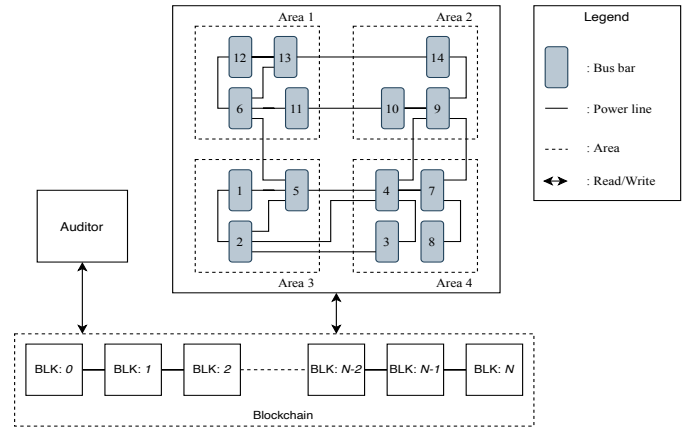 Area 1
Area 2
12
13
14
6
11
10
9
1
5
4
7
2
3
8
Area 3
Area 4
Legend
: Bus bar
: Power line
: Area
: Read/Write
Auditor
BLK: 0
BLK: 1
BLK: 2
BLK: N-2
BLK: N-1
BLK: N
Blockchain